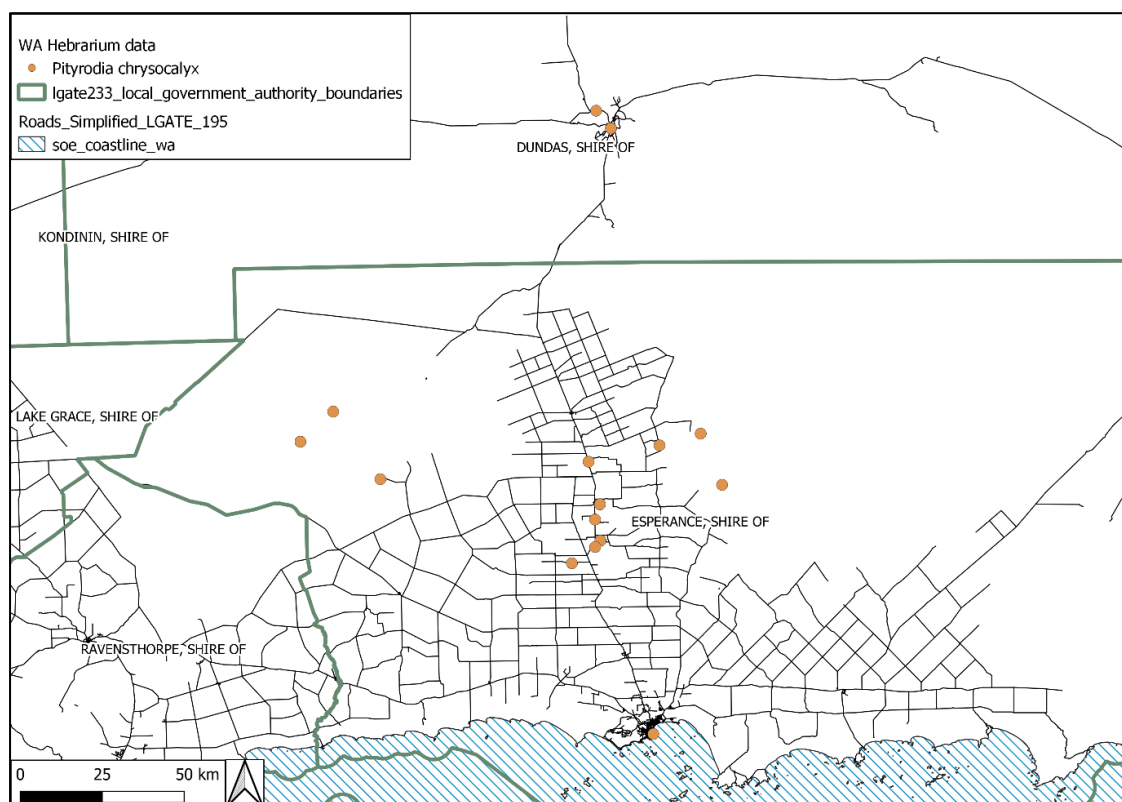 WA Hebrarium data
Pityrodia chrysocalyx
lgate233_local_government_authority_boundaries
Roads_Simplified_LGATE_195
soe_coastline_wa
DUNDAS, SHIRE OF
KONDININ, SHIRE OF
LAKE GRACE, SHIRE OF
ESPERANCE, SHIRE OF
RAVENSTHORPE, SHIRE OF
0 25 50 km